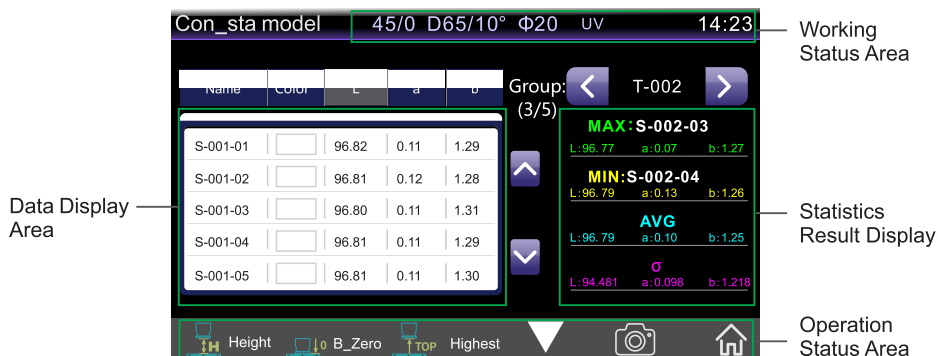 Con_sta model 45/0 D65/10° Φ20 UV 14:23
Working
Status Area
Name Color L a b
Group: T-002
(3/5)
S-001-01 96.82 0.11 1.29
S-001-02 96.81 0.12 1.28
S-001-03 96.80 0.11 1.31
S-001-04 96.81 0.11 1.29
S-001-05 96.81 0.11 1.30
MAX:S-002-03
L:96.77 a:0.07 b:1.27
MIN:S-002-04
L:96.79 a:0.13 b:1.26
AVG
L:96.79 a:0.10 b:1.25
σ
L:94.481 a:0.098 b:1.218
Data Display
Area
Statistics
Result Display
H Height 0 B_Zero TOP Highest
Operation
Status Area